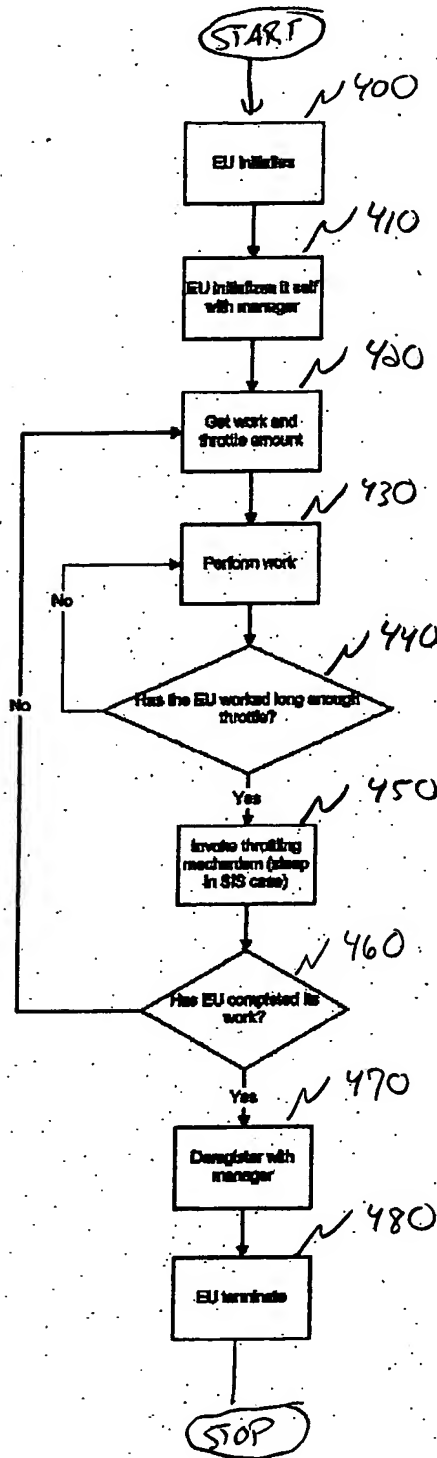 START
400
EU initializes
410
EU initializes it self
with manager
420
Get work and
throttle amount
430
Perform work
No
440
Has the EU worked long enough
throttle?
No
Yes
450
Invoke throttling
mechanism (sleep
in SIS case)
460
Has EU completed its
work?
Yes
470
Deregister with
manager
480
EU terminate
STOP